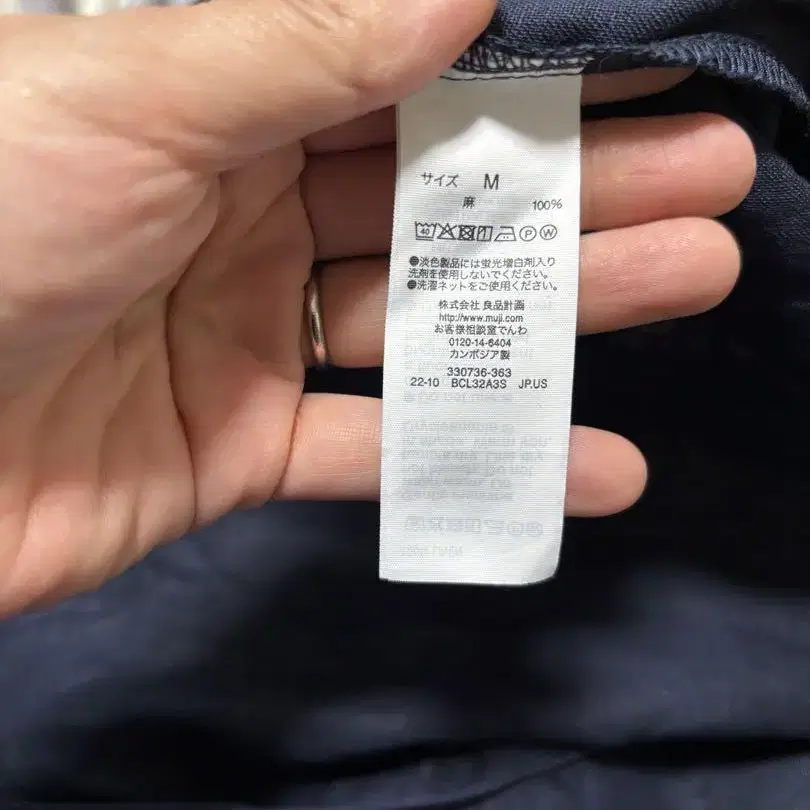 サイズ M
麻 100%
40 P W
●淡色製品には蛍光増白剤入り
洗剤を使用しないでください。
●洗濯ネットをご使用ください。
株式会社 良品計画
http://www.muji.com
お客様相談室でんわ
0120-14-6404
カンボジア製
330736-363
22-10 BCL32A3S JP.US